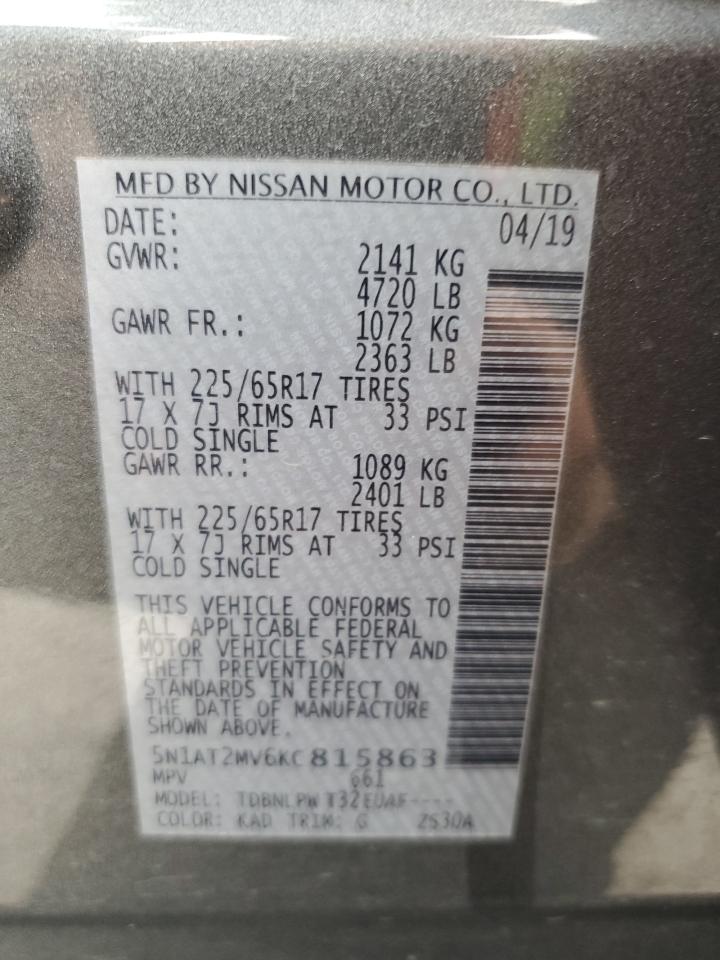 MFD BY NISSAN MOTOR CO., LTD.
DATE: 04/19
GVWR: 2141 KG
4720 LB
GAWR FR.: 1072 KG
2363 LB
WITH 225/65R17 TIRES
17 X 7J RIMS AT 33 PSI
COLD SINGLE
GAWR RR.: 1089 KG
2401 LB
WITH 225/65R17 TIRES
17 X 7J RIMS AT 33 PSI
COLD SINGLE
THIS VEHICLE CONFORMS TO
ALL APPLICABLE FEDERAL
MOTOR VEHICLE SAFETY AND
THEFT PREVENTION
STANDARDS IN EFFECT ON
THE DATE OF MANUFACTURE
SHOWN ABOVE.
5N1AT2MV6KC815863
MPV 661
MODEL: TDBNLPW T32EUAF----
COLOR: KAD TRIM: G 2S30A